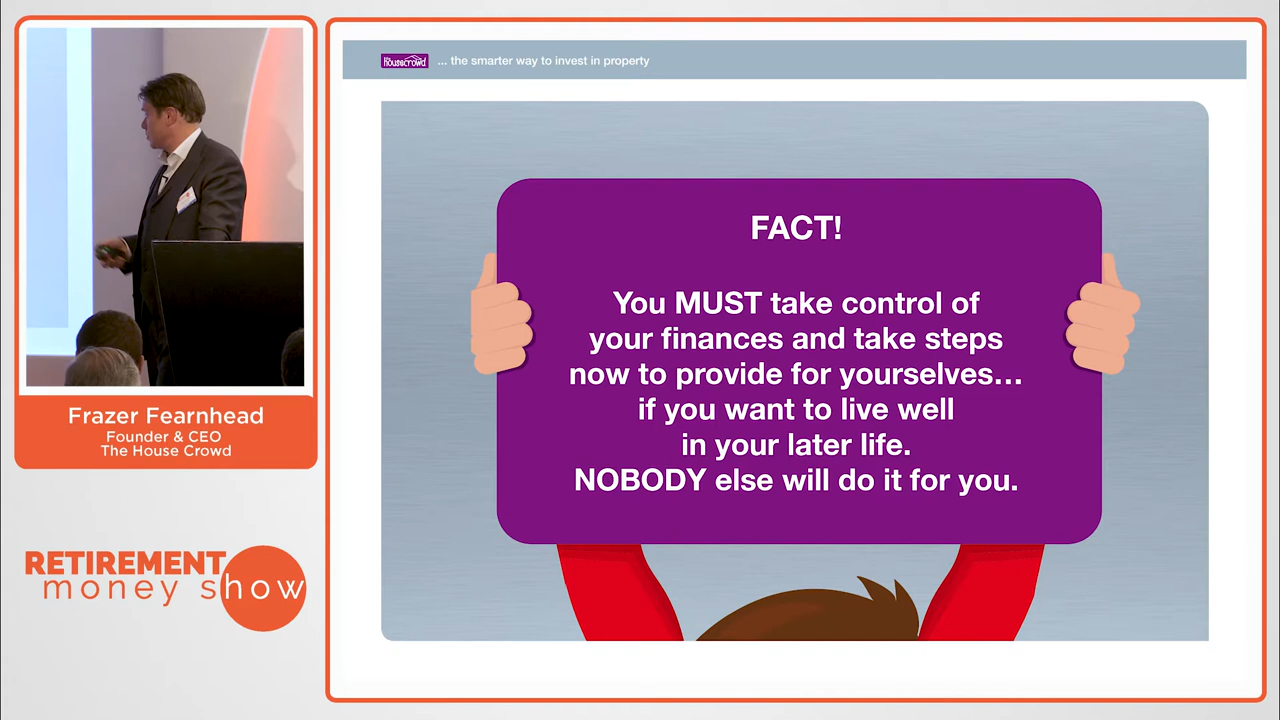 Frazer Fearnhead
Founder & CEO
The House Crowd
RETIREMENT
money show
housecrowd
... the smarter way to invest in property
FACT!
You MUST take control of
your finances and take steps
now to provide for yourselves...
if you want to live well
in your later life.
NOBODY else will do it for you.